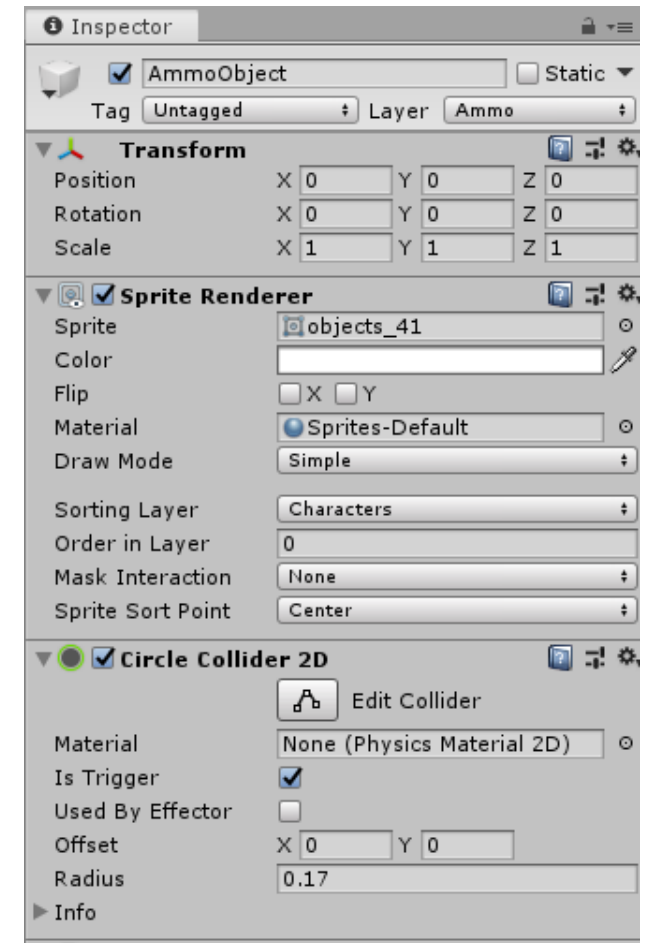 Inspector
AmmoObject Static
Tag Untagged Layer Ammo
Transform
Position X 0 Y 0 Z 0
Rotation X 0 Y 0 Z 0
Scale X 1 Y 1 Z 1
Sprite Renderer
Sprite objects_41
Color
Flip X Y
Material Sprites-Default
Draw Mode Simple
Sorting Layer Characters
Order in Layer 0
Mask Interaction None
Sprite Sort Point Center
Circle Collider 2D
Edit Collider
Material None (Physics Material 2D)
Is Trigger
Used By Effector
Offset X 0 Y 0
Radius 0.17
Info